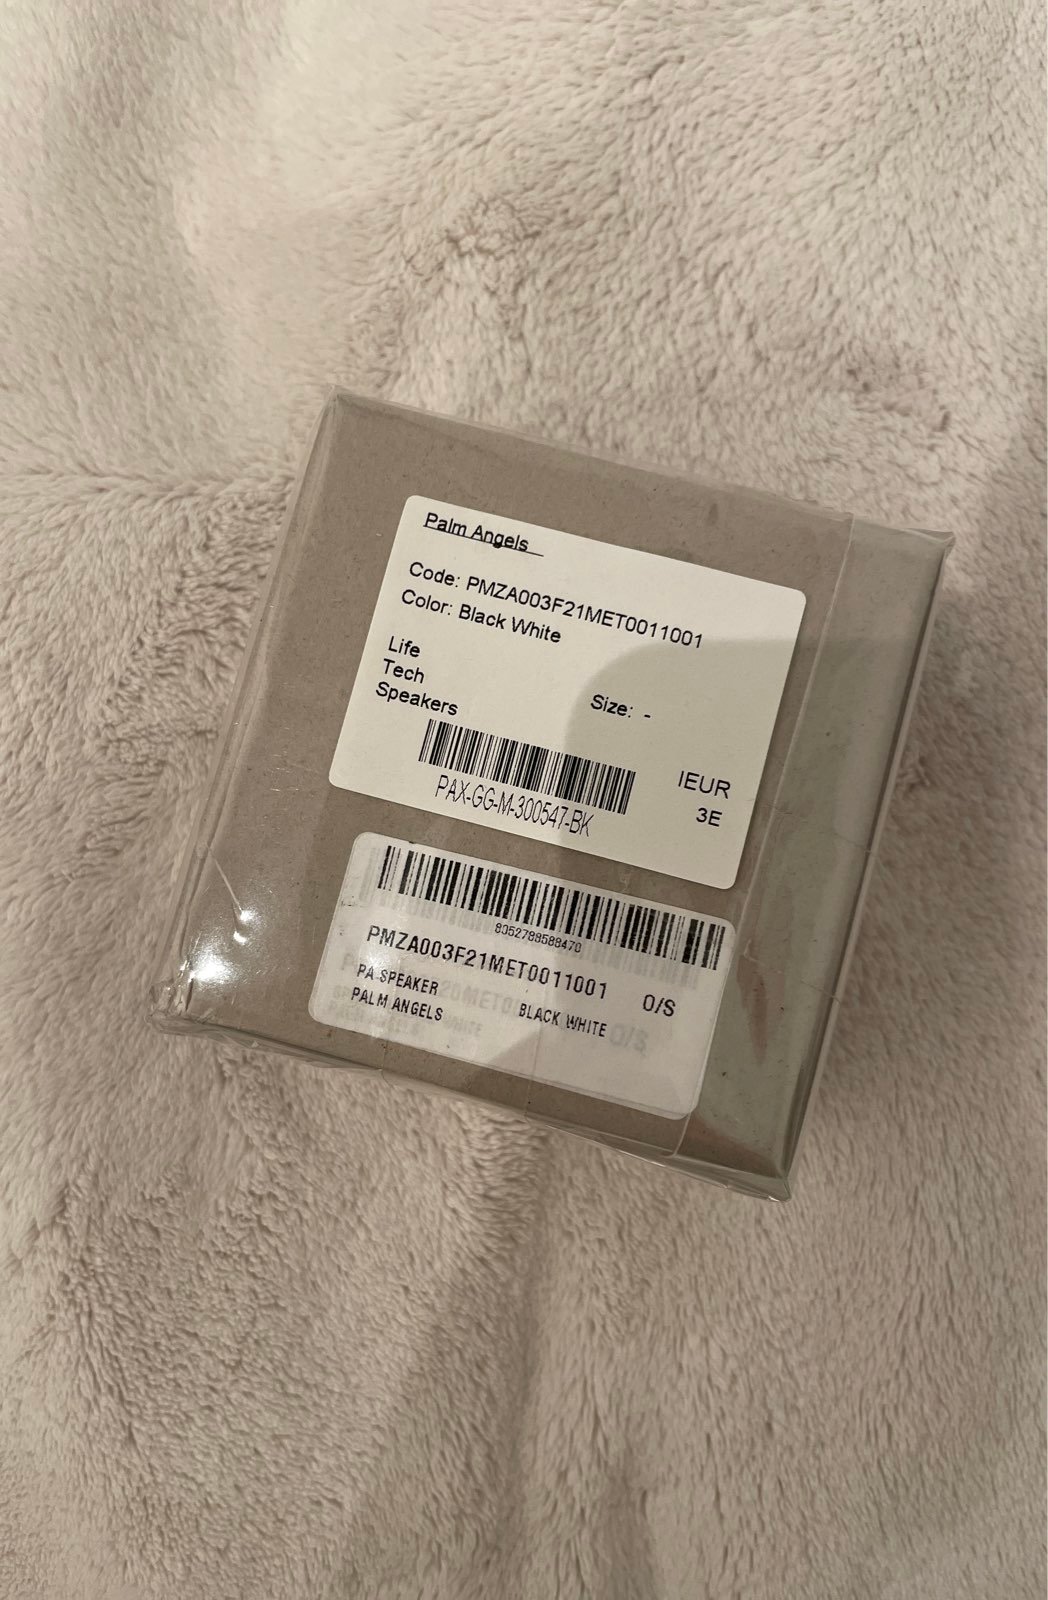 Palm Angels
Code: PMZA003F21MET0011001
Color: Black White
Life
Tech
Speakers
Size: -
PAX-GG-M-300547-BK
IEUR
3E
PMZA003F21MET0011001 O/S
PA SPEAKER
PALM ANGELS BLACK WHITE